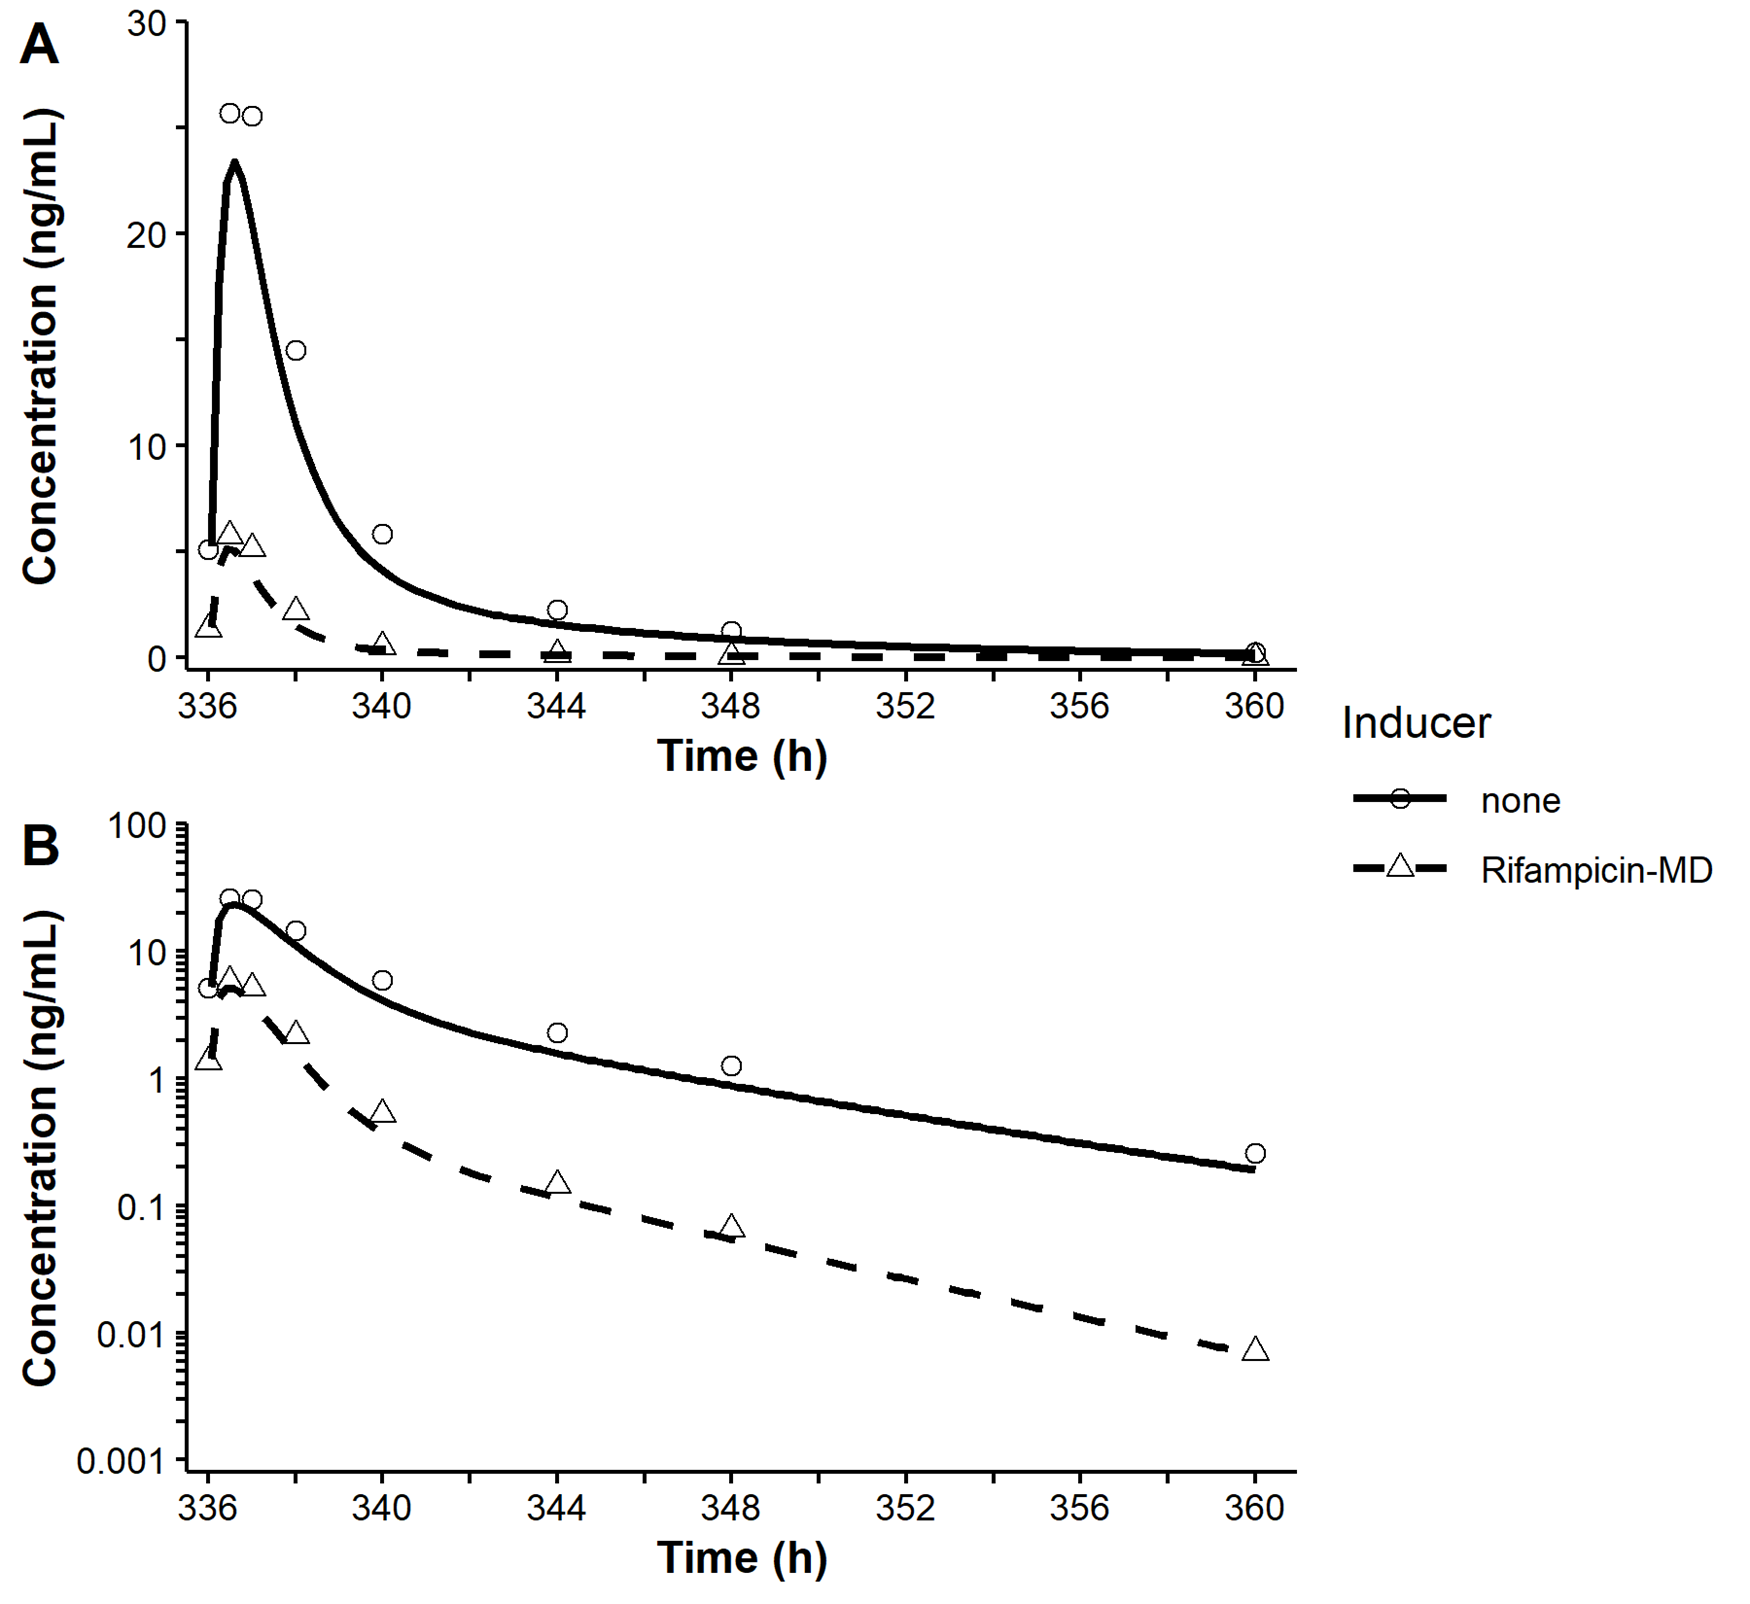 A
Concentration (ng/mL)
30
20
10
0
336 340 344 348 352 356 360
Time (h)
Inducer
none
Rifampicin-MD
B
Concentration (ng/mL)
100
10
1
0.1
0.01
0.001
336 340 344 348 352 356 360
Time (h)